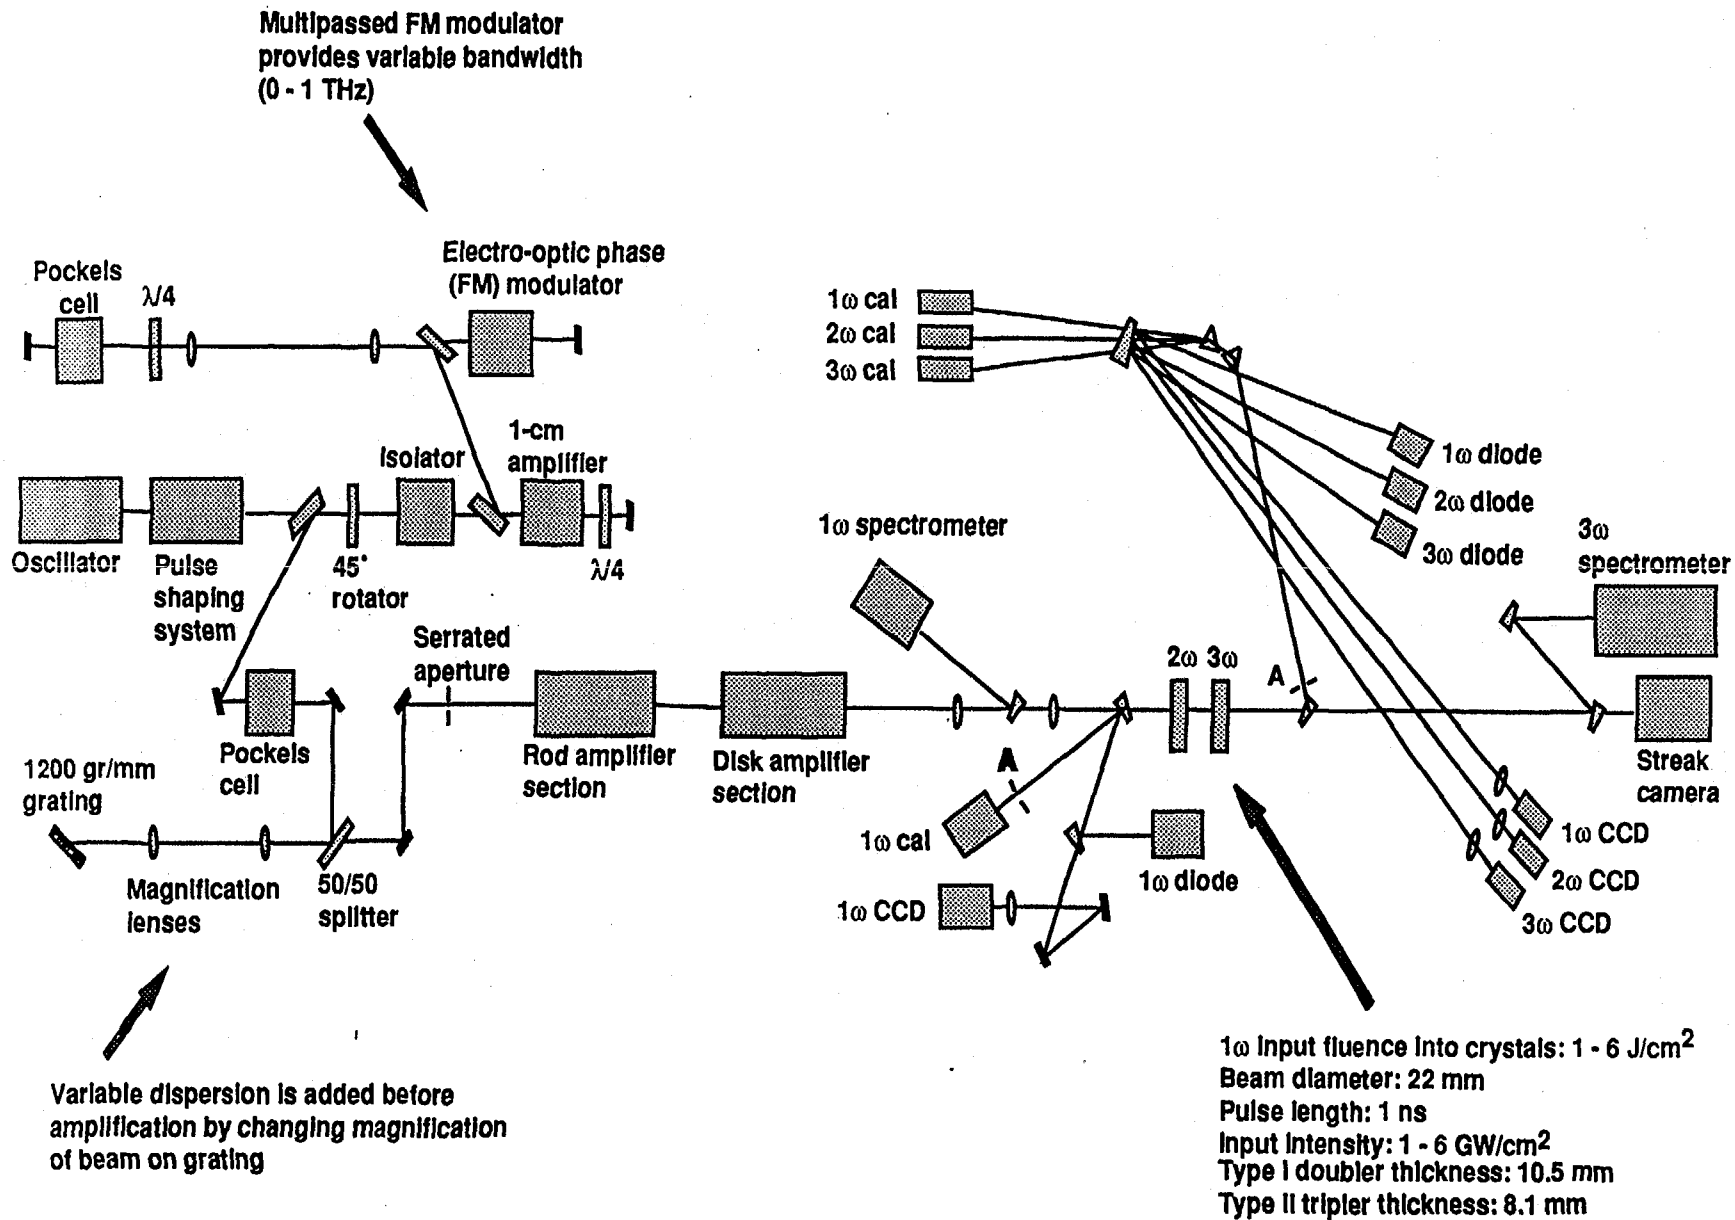 Multipassed FM modulator
provides variable bandwidth
(0 - 1 THz)
Electro-optic phase
(FM) modulator
Pockels
cell
λ/4
1ω cal
2ω cal
3ω cal
1-cm
amplifier
Isolator
1ω diode
2ω diode
3ω diode
1ω spectrometer
3ω
spectrometer
Oscillator
Pulse
shaping
system
45°
rotator
λ/4
Serrated
aperture
2ω 3ω
A
Pockels
cell
Rod amplifier
section
Disk amplifier
section
A
Streak
camera
1200 gr/mm
grating
1ω cal
1ω CCD
2ω CCD
3ω CCD
Magnification
lenses
50/50
splitter
1ω diode
1ω CCD
Variable dispersion is added before
amplification by changing magnification
of beam on grating
1ω input fluence into crystals: 1 - 6 J/cm²
Beam diameter: 22 mm
Pulse length: 1 ns
Input intensity: 1 - 6 GW/cm²
Type I doubler thickness: 10.5 mm
Type II tripler thickness: 8.1 mm